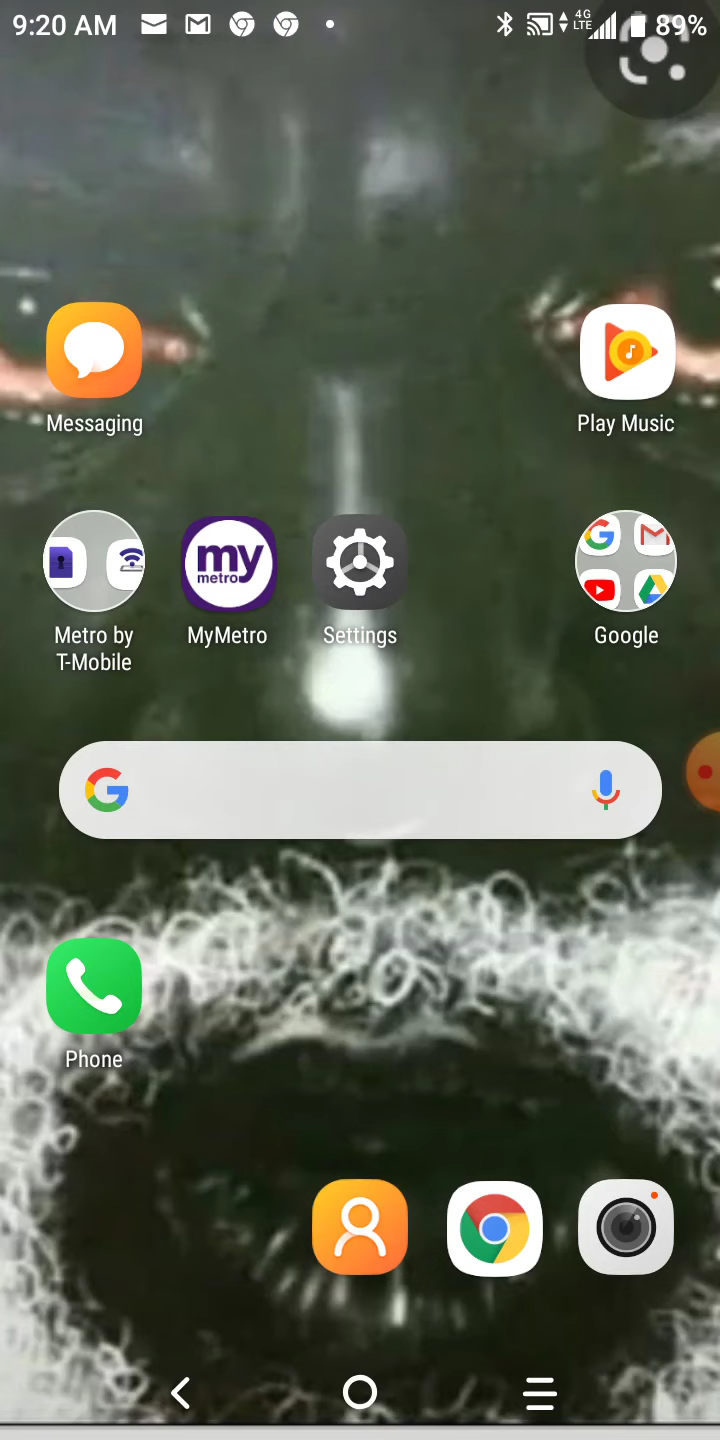 9:20 AM
4G
LTE
89%
Messaging
Play Music
my
metro
Metro by
T-Mobile
MyMetro
Settings
Google
Phone